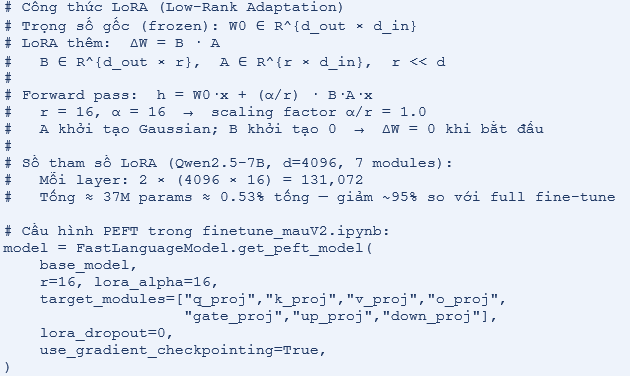 # Công thức LoRA (Low-Rank Adaptation)
# Trọng số gốc (frozen): W0 ∈ R^{d_out × d_in}
# LoRA thêm:  ΔW = B · A
#   B ∈ R^{d_out × r},  A ∈ R^{r × d_in},  r << d
#
# Forward pass:  h = W0·x + (α/r) · B·A·x
#   r = 16, α = 16  →  scaling factor α/r = 1.0
#   A khởi tạo Gaussian; B khởi tạo 0  →  ΔW = 0 khi bắt đầu
#
# Số tham số LoRA (Qwen2.5-7B, d=4096, 7 modules):
#   Mỗi layer: 2 × (4096 × 16) = 131,072
#   Tổng ≈ 37M params ≈ 0.53% tổng — giảm ~95% so với full fine-tune

# Cấu hình PEFT trong finetune_mauV2.ipynb:
model = FastLanguageModel.get_peft_model(
    base_model,
    r=16, lora_alpha=16,
    target_modules=["q_proj","k_proj","v_proj","o_proj",
                    "gate_proj","up_proj","down_proj"],
    lora_dropout=0,
    use_gradient_checkpointing=True,
)